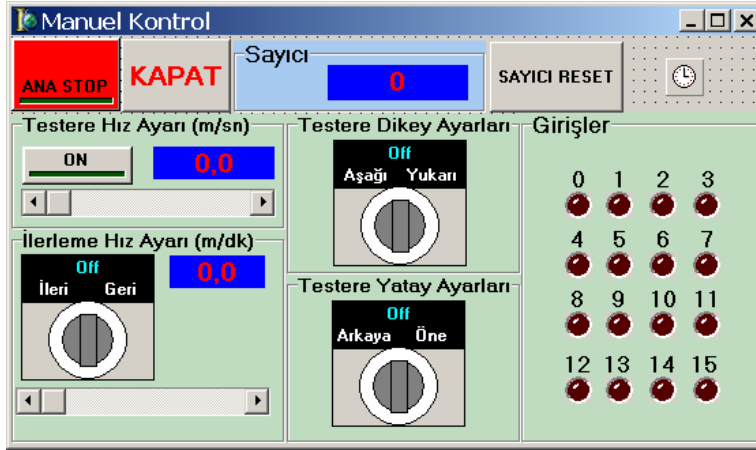 Manuel Kontrol
ANA STOP
KAPAT
Sayıcı
0
SAYICI RESET
Testere Hız Ayarı (m/sn)
ON
0,0
İlerleme Hız Ayarı (m/dk)
Off
İleri Geri
0,0
Testere Dikey Ayarları
Off
Aşağı Yukarı
Testere Yatay Ayarları
Off
Arkaya Öne
Girişler
0 1 2 3
4 5 6 7
8 9 10 11
12 13 14 15